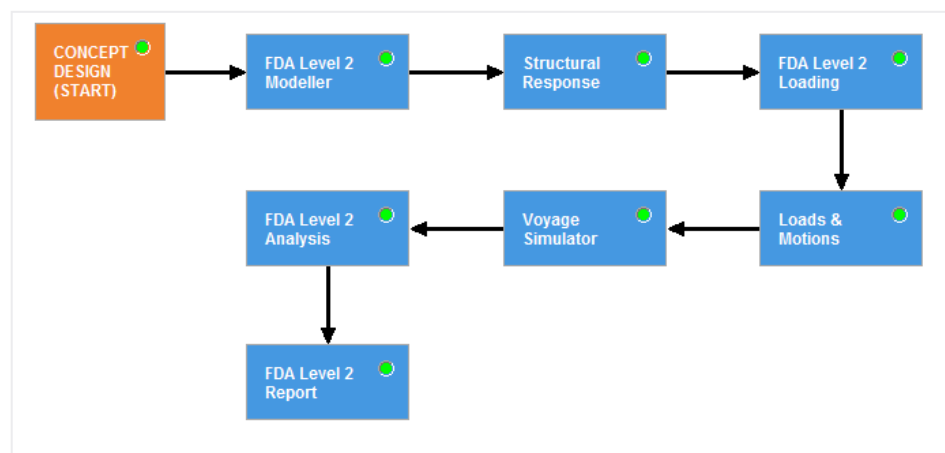 CONCEPT
DESIGN
(START)
FDA Level 2
Modeller
Structural
Response
FDA Level 2
Loading
Loads &
Motions
Voyage
Simulator
FDA Level 2
Analysis
FDA Level 2
Report